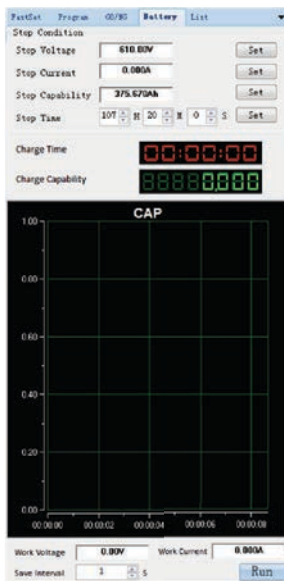 FastSet Program GO/NG Battery List
Stop Condition
Stop Voltage 610.00V Set
Stop Current 0.000A Set
Stop Capability 375.670Ah Set
Stop Time 107 H 20 M 0 S Set
Charge Time 00:00:00
Charge Capability 0,000
CAP
1.00
0.80
0.60
0.40
0.20
0.00
00:00:00 00:00:02 00:00:04 00:00:06 00:00:08
Work Voltage 0.00V Work Current 0.000A
Save Interval 1 S Run